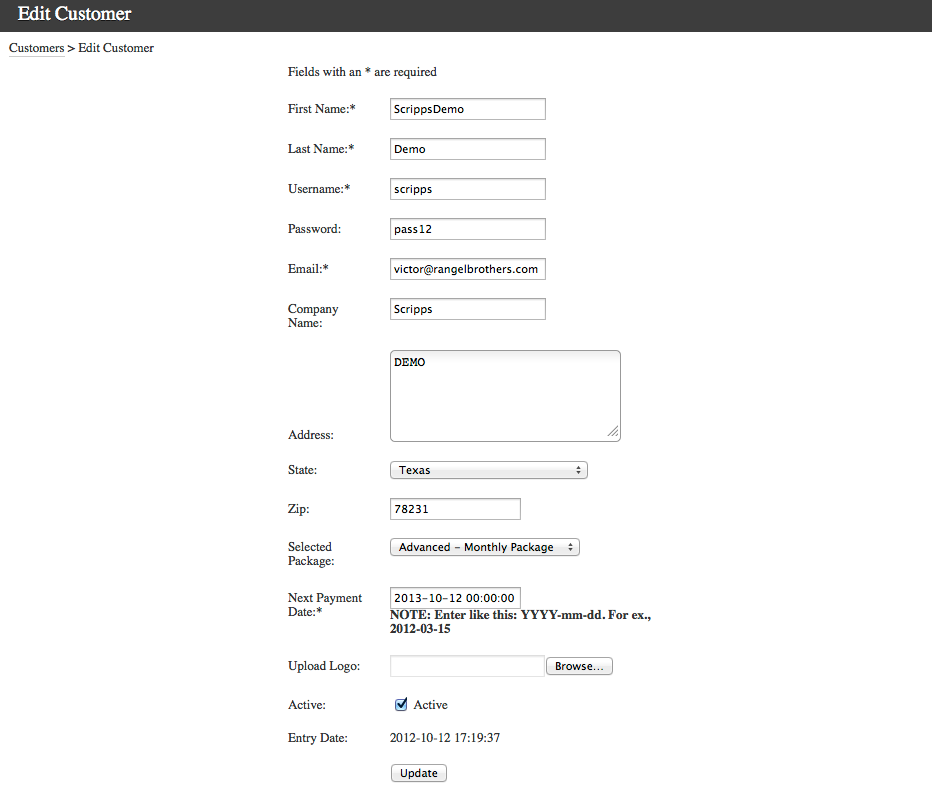 Edit Customer
Customers > Edit Customer
Fields with an * are required
First Name:* ScrippsDemo
Last Name:* Demo
Username:* scripps
Password: pass12
Email:* victor@rangelbrothers.com
Company
Name: Scripps
DEMO
Address:
State: Texas
Zip: 78231
Selected
Package: Advanced - Monthly Package
Next Payment
Date:* 2013-10-12 00:00:00
NOTE: Enter like this: YYYY-mm-dd. For ex.,
2012-03-15
Upload Logo: Browse...
Active: Active
Entry Date: 2012-10-12 17:19:37
Update